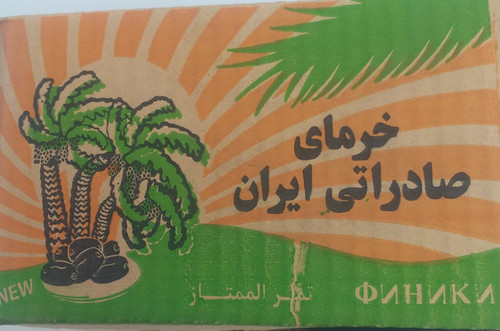 خرمای
صادراتی ایران
NEW
تمر الممتاز
ФИНИКИ